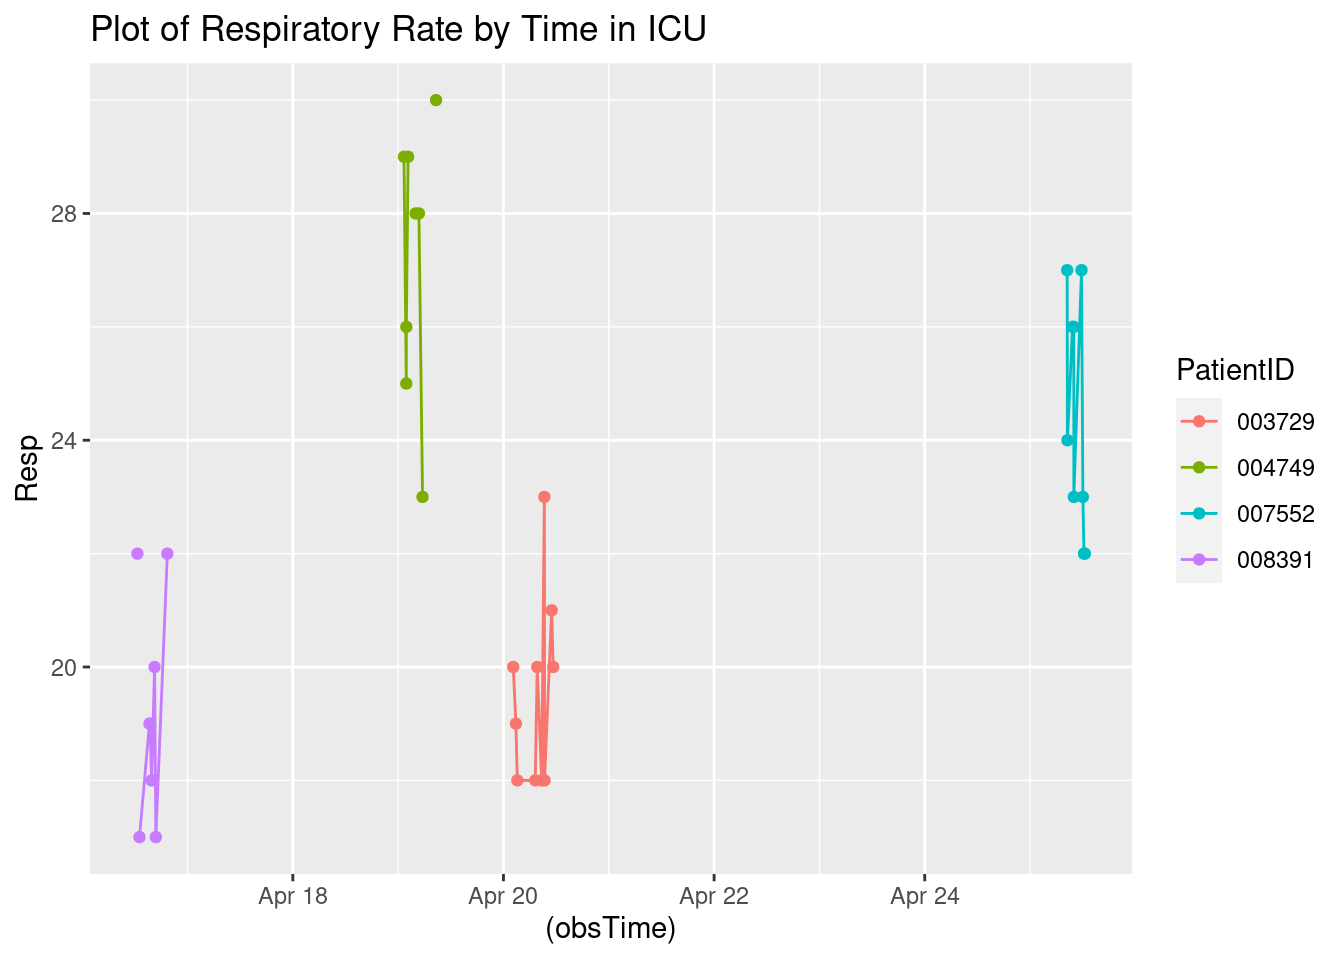 Plot of Respiratory Rate by Time in ICU
28
24
20
Resp
Apr 18
Apr 20
Apr 22
Apr 24
(obsTime)
PatientID
003729
004749
007552
008391